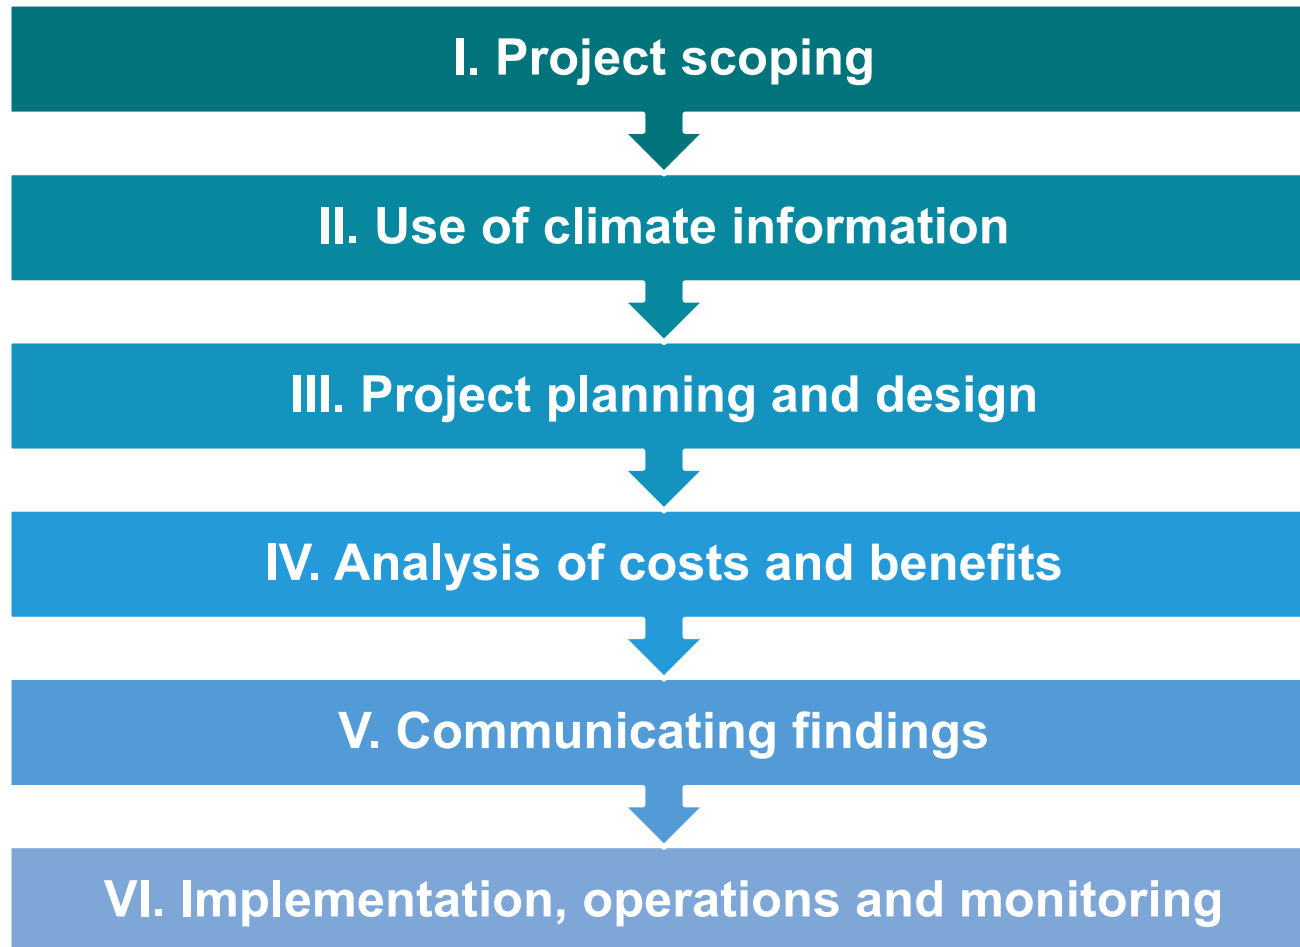 I. Project scoping
II. Use of climate information
III. Project planning and design
IV. Analysis of costs and benefits
V. Communicating findings
VI. Implementation, operations and monitoring